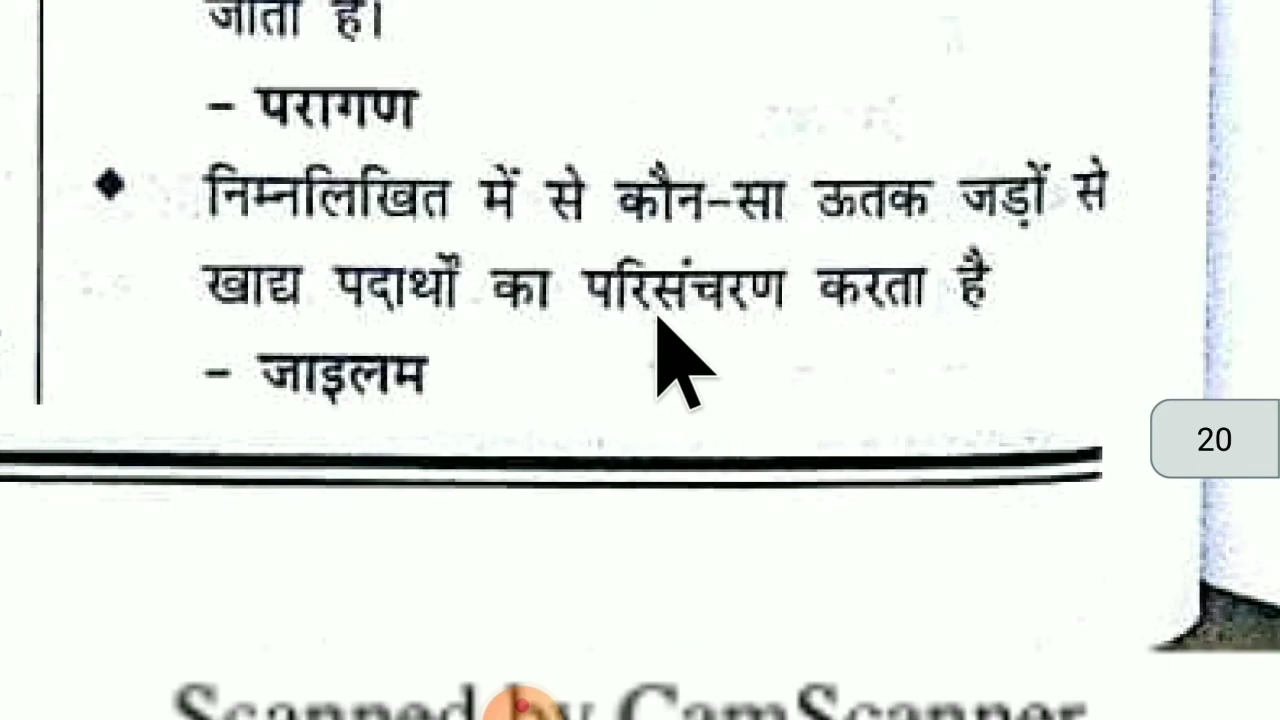 जाता है।
- परागण
◆ निम्नलिखित में से कौन-सा ऊतक जड़ों से
खाद्य पदार्थों का परिसंचरण करता है
- जाइलम
20
Scanned by CamScanner